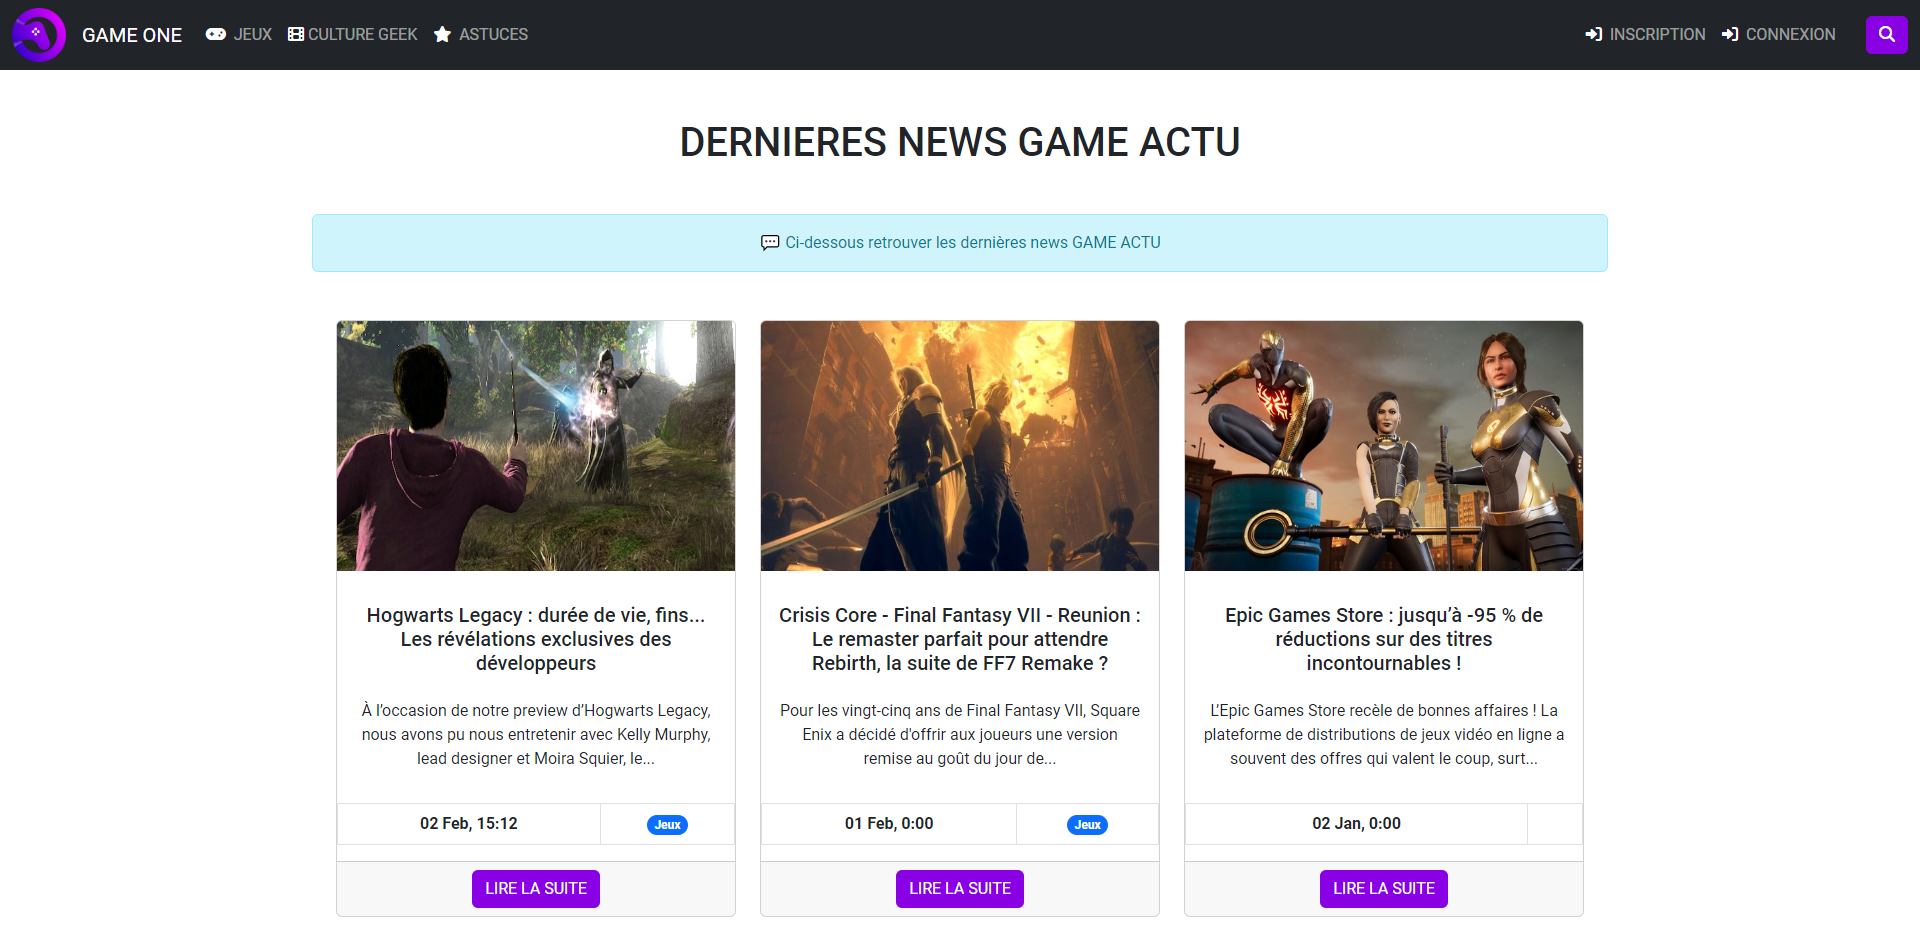 GAME ONE JEUX CULTURE GEEK ASTUCES INSCRIPTION CONNEXION
DERNIERES NEWS GAME ACTU
Ci-dessous retrouver les dernières news GAME ACTU
Hogwarts Legacy : durée de vie, fins...
Les révélations exclusives des
développeurs
À l’occasion de notre preview d’Hogwarts Legacy,
nous avons pu nous entretenir avec Kelly Murphy,
lead designer et Moira Squier, le...
02 Feb, 15:12 Jeux
LIRE LA SUITE
Crisis Core - Final Fantasy VII - Reunion :
Le remaster parfait pour attendre
Rebirth, la suite de FF7 Remake ?
Pour les vingt-cinq ans de Final Fantasy VII, Square
Enix a décidé d'offrir aux joueurs une version
remise au goût du jour de...
01 Feb, 0:00 Jeux
LIRE LA SUITE
Epic Games Store : jusqu’à -95 % de
réductions sur des titres
incontournables !
L’Epic Games Store recèle de bonnes affaires ! La
plateforme de distributions de jeux vidéo en ligne a
souvent des offres qui valent le coup, surt...
02 Jan, 0:00
LIRE LA SUITE